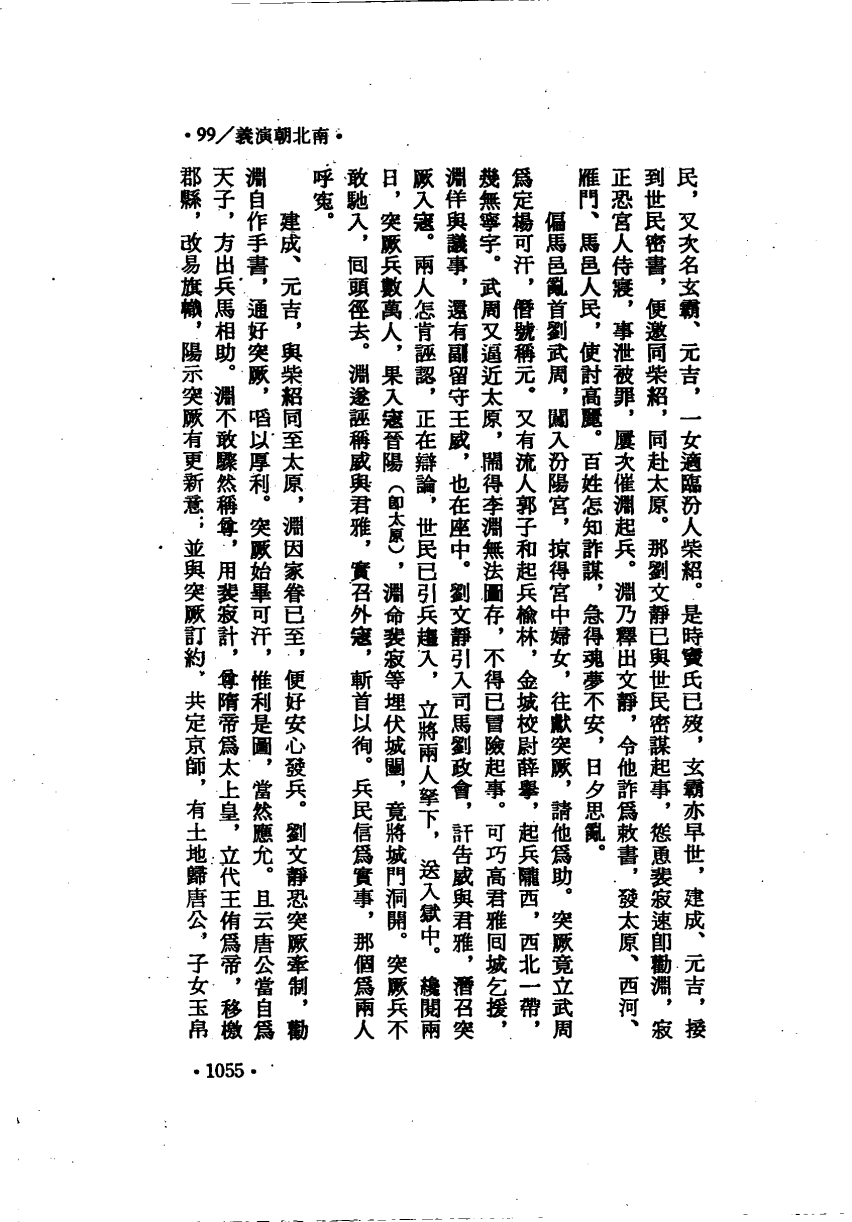 ·南北朝演義/99·
民，又次名玄霸、元吉，一女適臨汾人柴紹。是時竇氏已歿，玄霸亦早世，建成、元吉，接
到世民密書，便邀同柴紹，同赴太原。那劉文靜已與世民密謀起事，慫恿裴寂速卽勸淵，寂
正恐宮人侍寢，事泄被罪，屢次催淵起兵。淵乃釋出文靜，令他詐爲敕書，發太原、西河、
雁門、馬邑人民，使討高麗。百姓怎知詐謀，急得魂夢不安，日夕思亂。
偏馬邑亂首劉武周，闖入汾陽宮，掠得宮中婦女，往獻突厥，請他爲助。突厥竟立武周
爲定楊可汗，僭號稱元。又有流人郭子和起兵榆林，金城校尉薛擧，起兵隴西，西北一帶，
幾無寧宇。武周又逼近太原，鬧得李淵無法圖存，不得已冒險起事。可巧高君雅囘城乞援，
淵佯與議事，還有副留守王威，也在座中。劉文靜引入司馬劉政會，訐告威與君雅，潛召突
厥入寇。兩人怎肯誣認，正在辯論，世民已引兵趨入，立將兩人拏下，送入獄中。纔閱兩
日，突厥兵數萬人，果入寇晉陽（卽太原），淵命裴寂等埋伏城闉，竟將城門洞開。突厥兵不
敢馳入，囘頭徑去。淵遂誣稱威與君雅，實召外寇，斬首以徇。兵民信爲實事，那個爲兩人
呼寃。
建成、元吉，與柴紹同至太原，淵因家眷已至，便好安心發兵。劉文靜恐突厥牽制，勸
淵自作手書，通好突厥，啗以厚利。突厥始畢可汗，惟利是圖，當然應允。且云唐公當自爲
天子，方出兵馬相助。淵不敢驟然稱尊，用裴寂計，尊隋帝爲太上皇，立代王侑爲帝，移檄
郡縣，改易旗幟，陽示突厥有更新意；並與突厥訂約、共定京師，有土地歸唐公，子女玉帛
·1055·